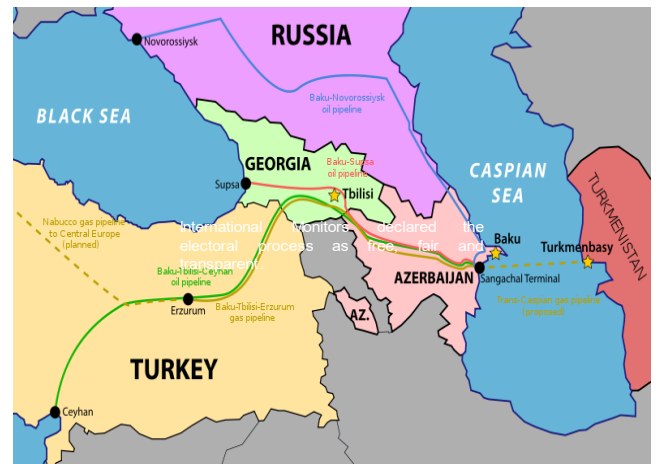 RUSSIA
Novorossiysk
BLACK SEA
Baku-Novorossiysk
oil pipeline
GEORGIA
Baku-Supsa
oil pipeline
CASPIAN
SEA
Supsa
Tbilisi
TURKMENISTAN
Nabucco gas pipeline
to Central Europe
(planned)
International Monitors declared the
electoral process as free, fair and
transparent.
Baku
Turkmenbasy
Baku-Tbilisi-Ceyhan
oil pipeline
AZERBAIJAN
Sangachal Terminal
Baku-Tbilisi-Erzurum
gas pipeline
Erzurum
Trans-Caspian gas pipeline
(proposed)
AZ.
TURKEY
Ceyhan